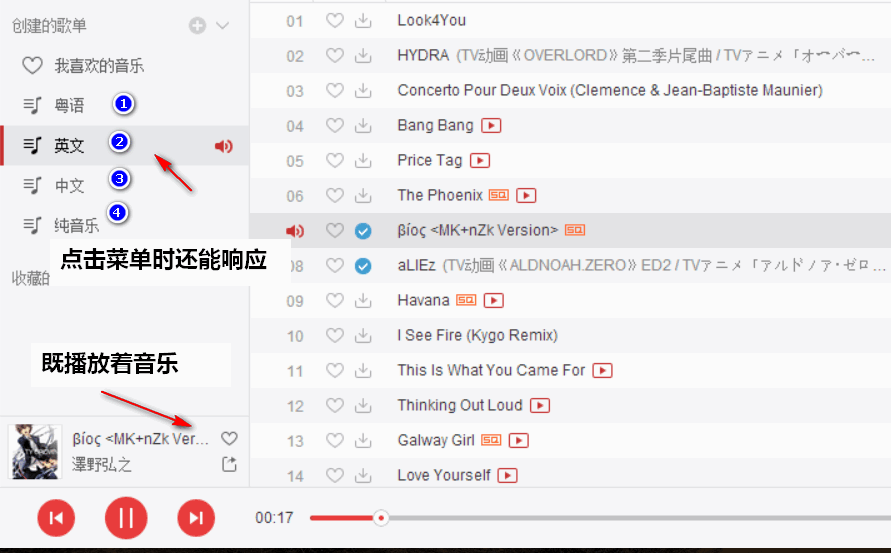 创建的歌单
我喜欢的音乐
粤语 1
英文 2
中文 3
纯音乐 4
点击菜单时还能响应
收藏的
既播放着音乐
βίος <MK+nZk Ver...
澤野弘之
01 Look4You
02 HYDRA (TV动画《OVERLORD》第二季片尾曲 / TVアニメ「オーバー...
03 Concerto Pour Deux Voix (Clemence & Jean-Baptiste Maunier)
04 Bang Bang
05 Price Tag
06 The Phoenix SQ
βίος <MK+nZk Version> SQ
08 aLIEz (TV动画《ALDNOAH.ZERO》ED2 / TVアニメ「アルドノア・ゼロ...
09 Havana SQ
10 I See Fire (Kygo Remix)
11 This Is What You Came For
12 Thinking Out Loud
13 Galway Girl SQ
14 Love Yourself
00:17